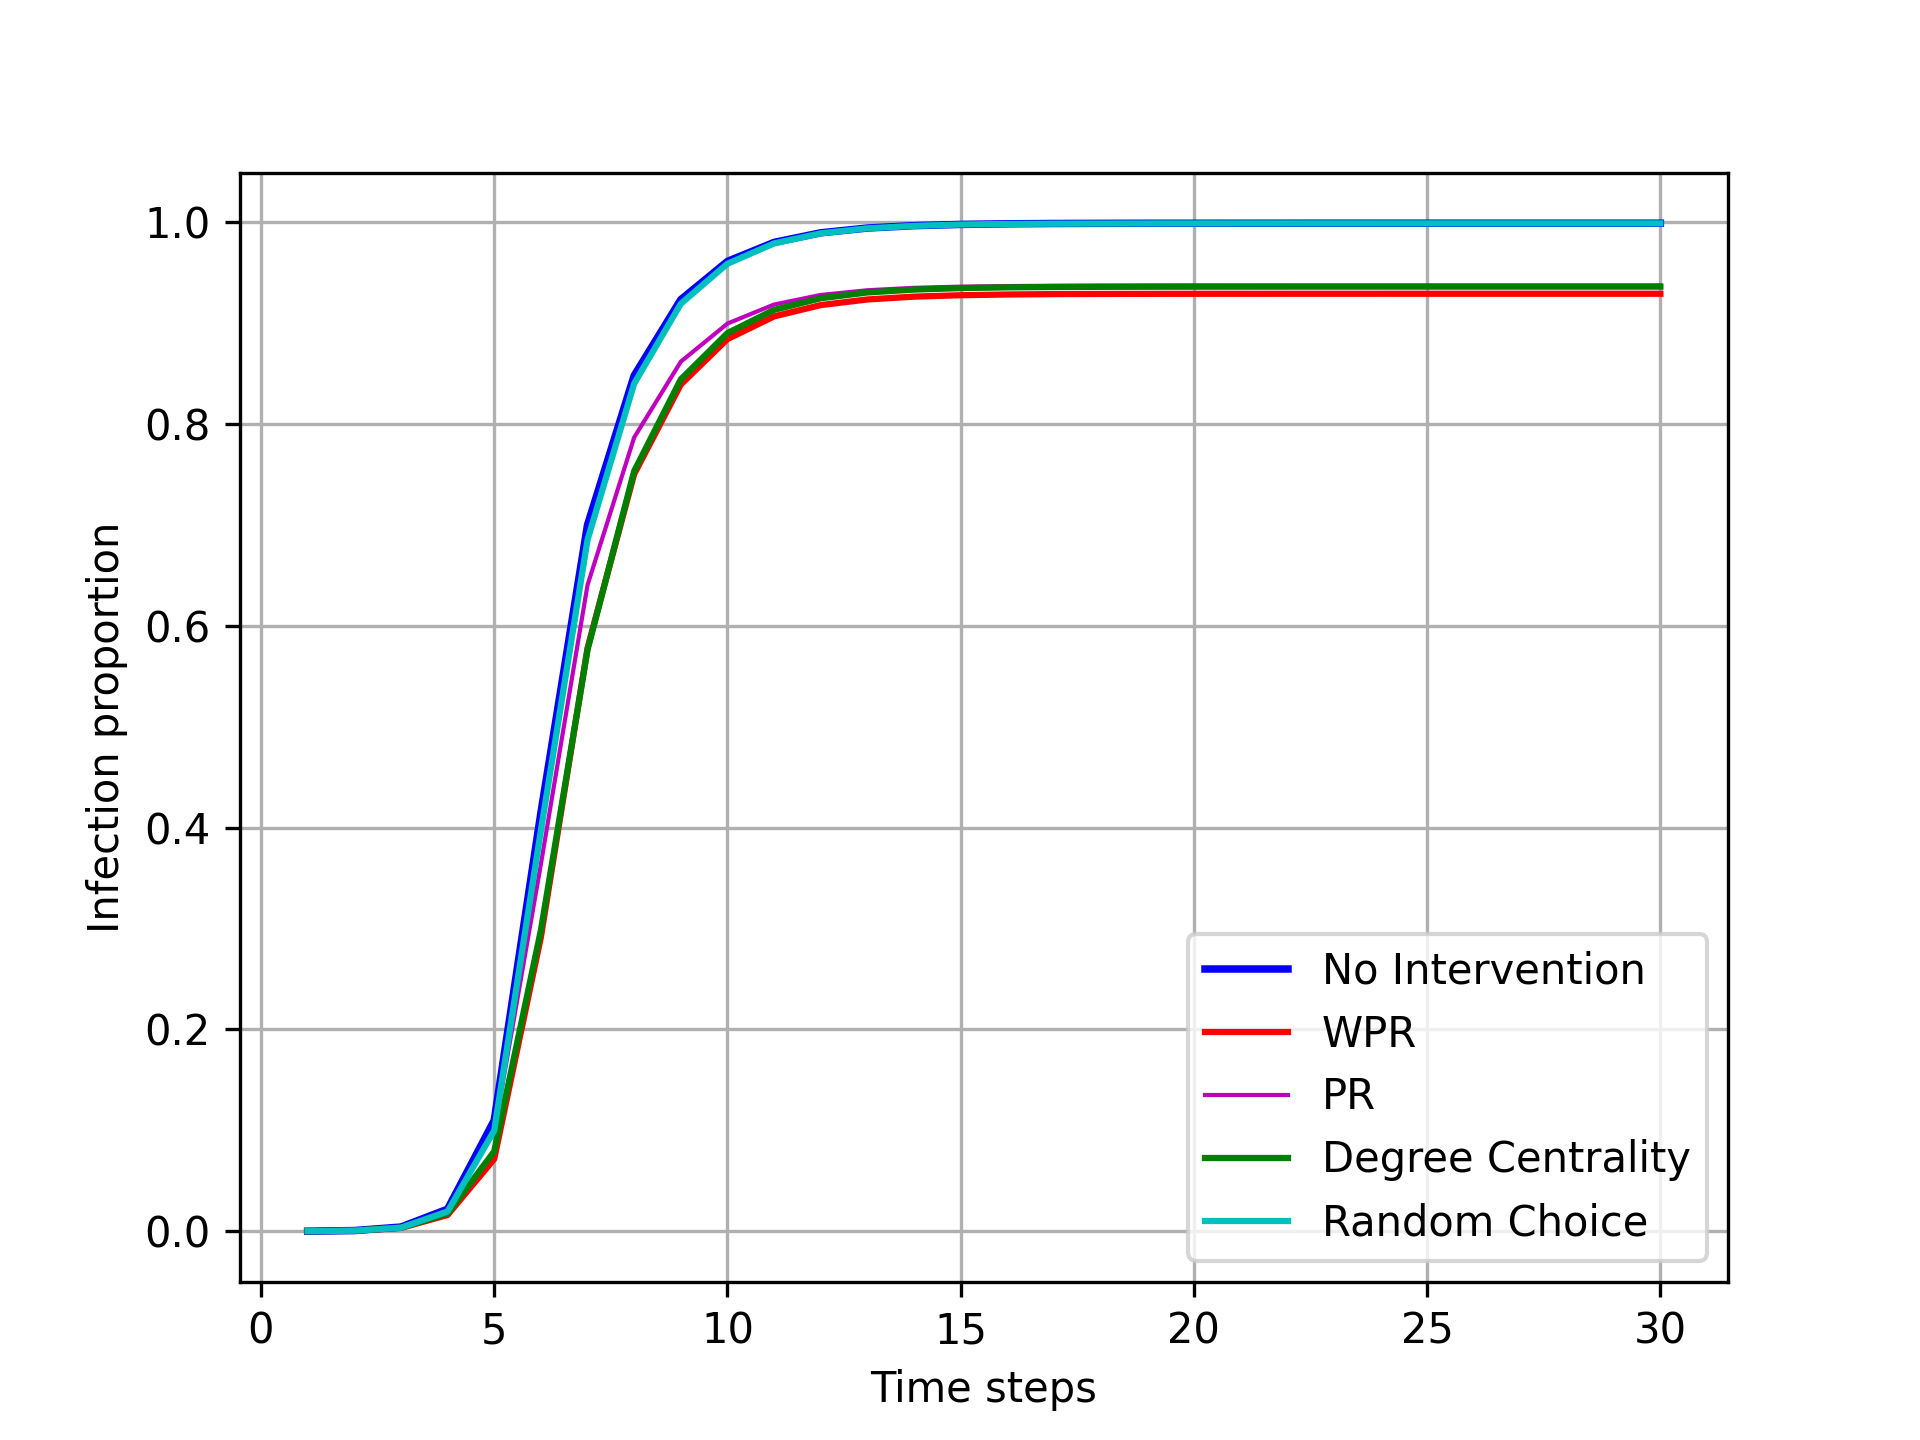 1.0
0.8
0.6
0.4
0.2
0.0
Infection proportion
0 5 10 15 20 25 30
Time steps
No Intervention
WPR
PR
Degree Centrality
Random Choice